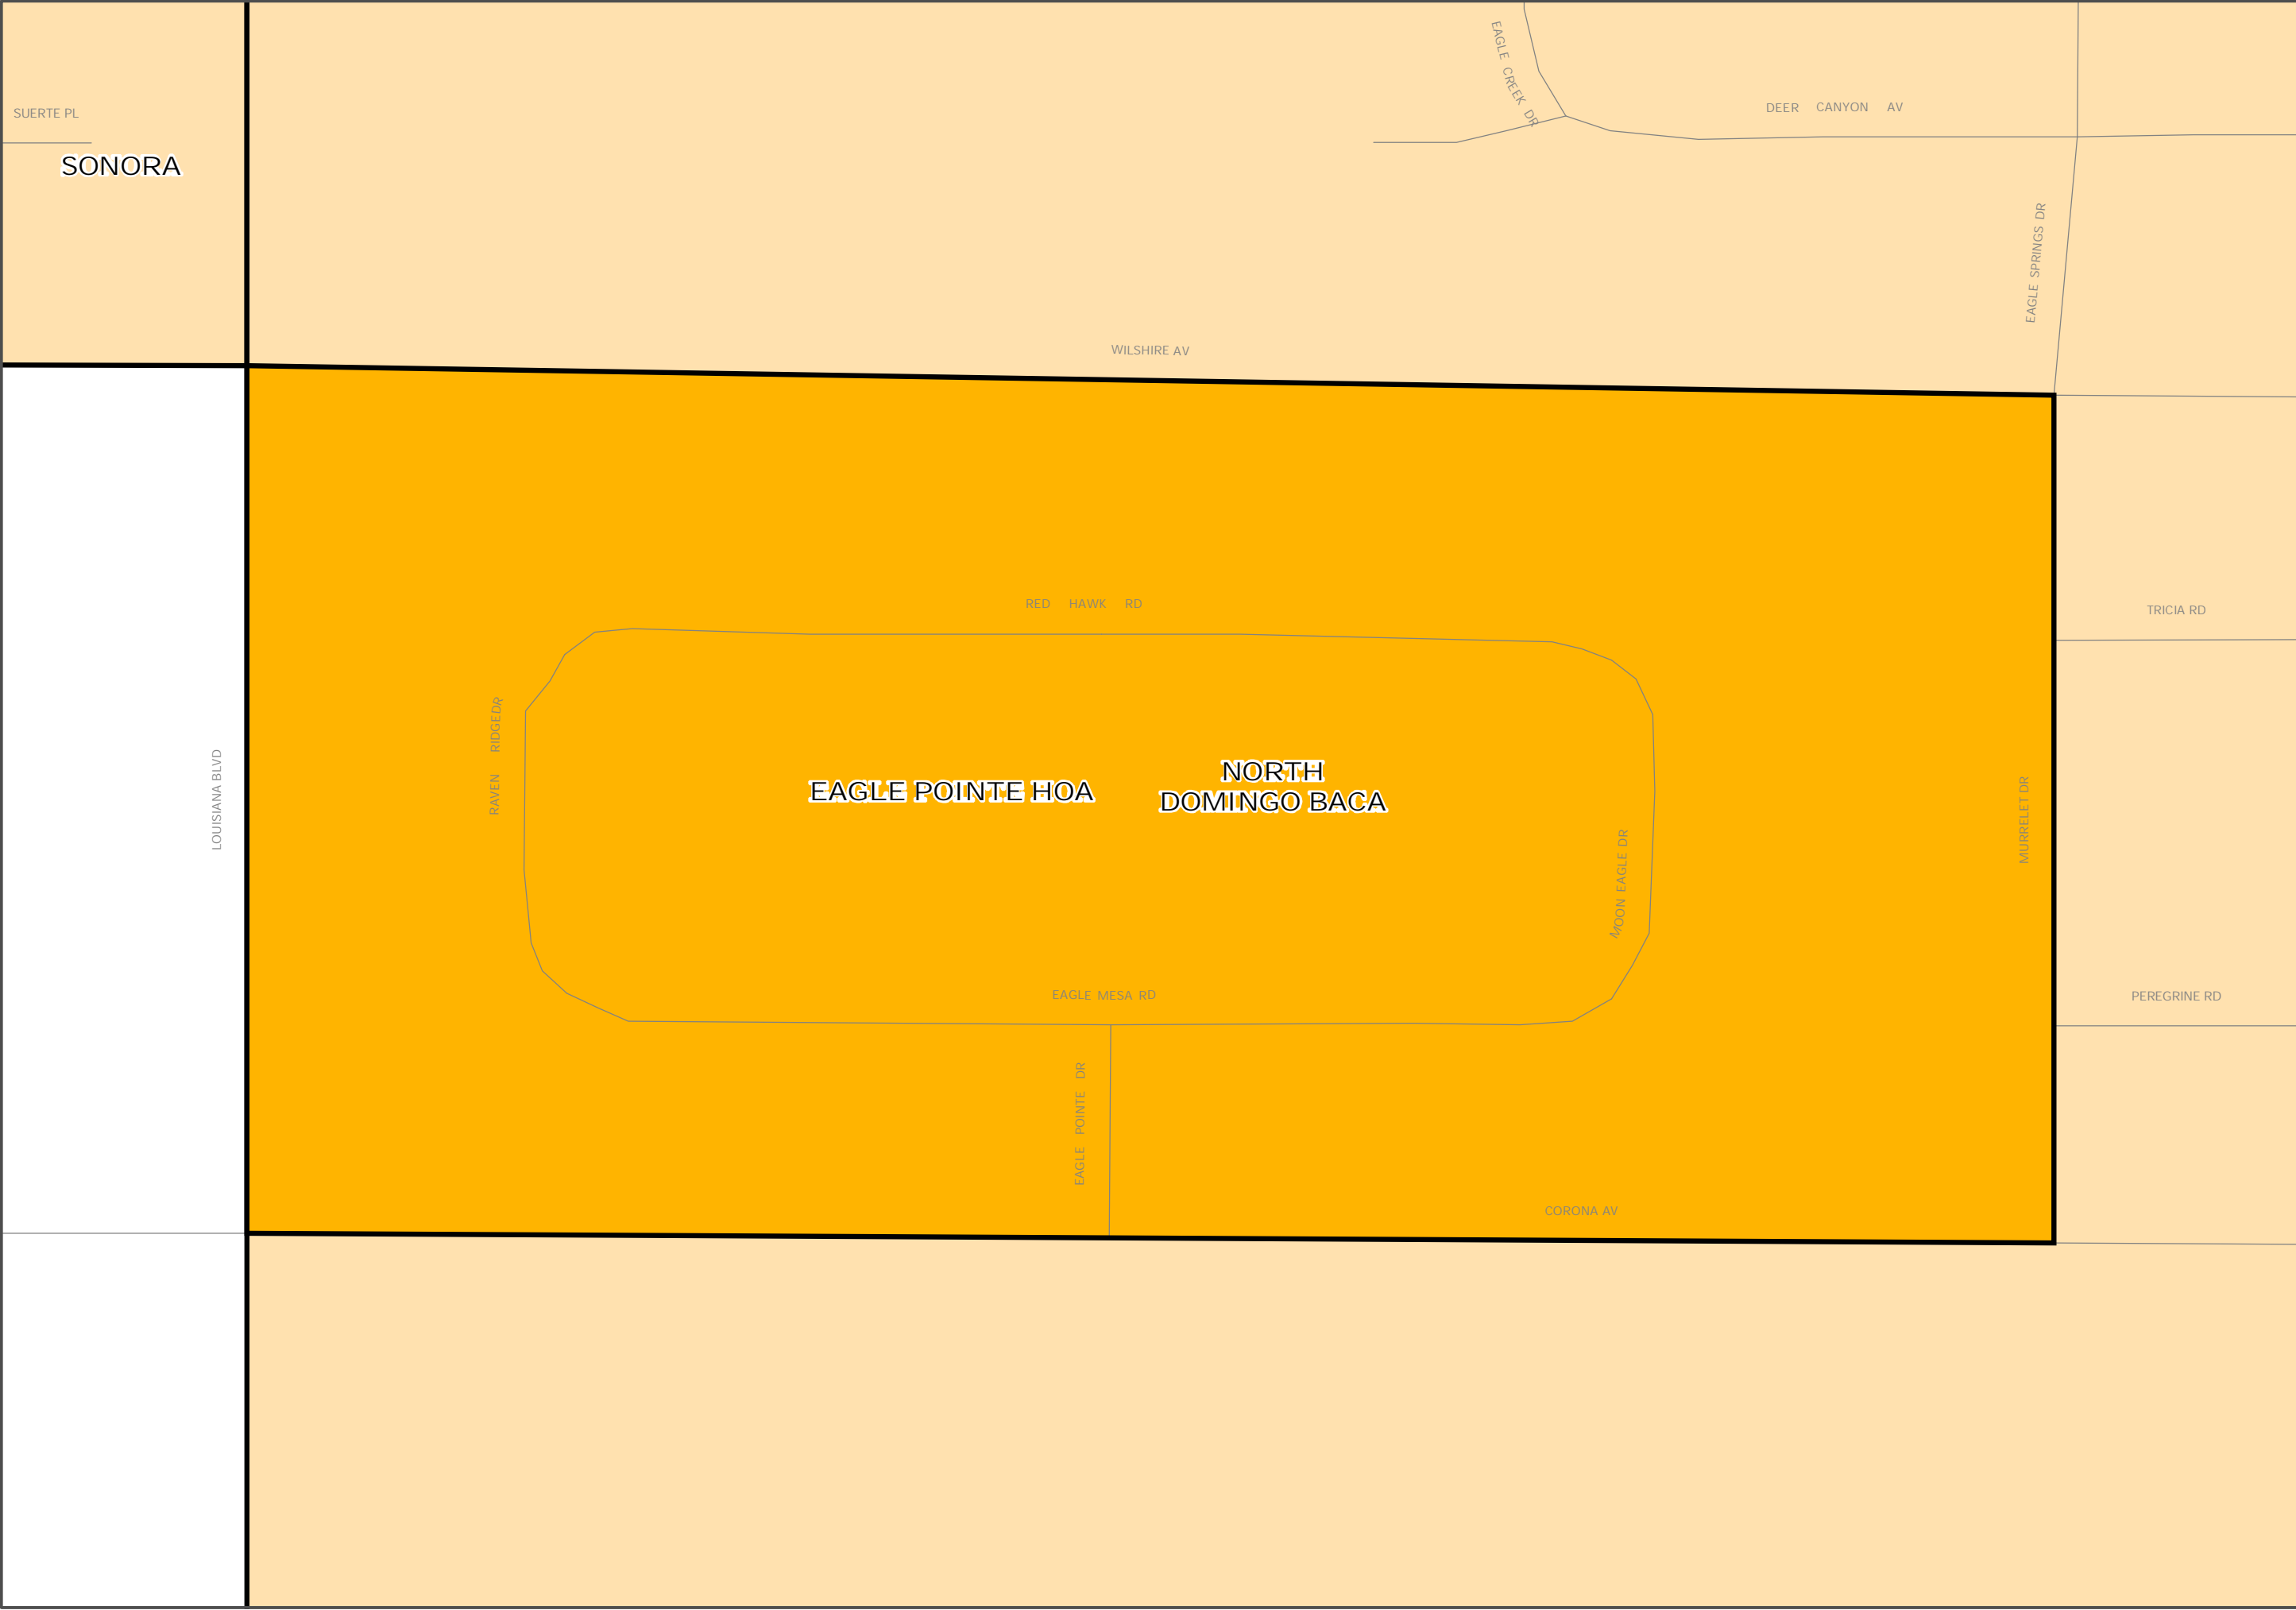 EAGLE CREEK DR
DEER CANYON AV
SUERTE PL
SONORA
EAGLE SPRINGS DR
WILSHIRE AV
RED HAWK RD
TRICIA RD
RAVEN RIDGEDR
LOUISIANA BLVD
EAGLE POINTE HOA
NORTH
DOMINGO BACA
MOON EAGLE DR
MURRELET DR
EAGLE MESA RD
PEREGRINE RD
EAGLE POINTE DR
CORONA AV